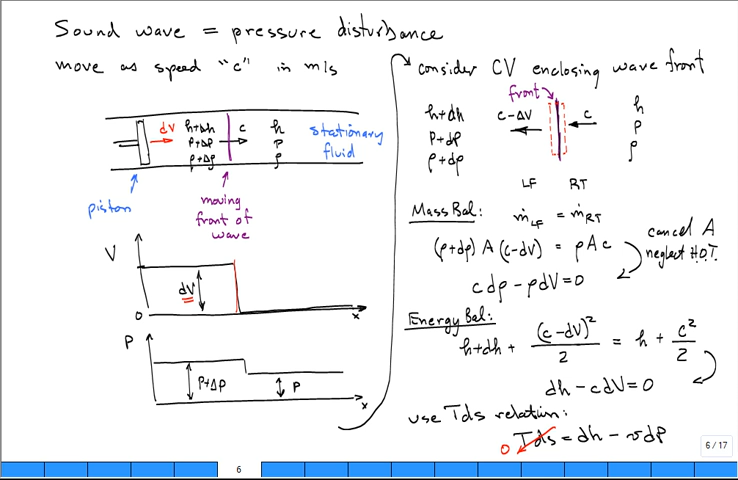 Sound wave = pressure disturbance
move as speed "c" in m/s
dV
h+Δh
P+ΔP
ρ+Δρ
c
h
P
ρ
stationary
fluid
piston
moving
front of
wave
V
dV
0
x
P
P+ΔP
P
x
consider CV enclosing wave front
front
h+dh
P+dP
ρ+dρ
c-ΔV
c
h
P
ρ
LF
RT
Mass Bal:
ṁ_LF = ṁ_RT
(ρ+dρ) A (c-dV) = ρAc
cancel A
neglect H.O.T.
cdρ - ρdV = 0
Energy Bal:
h+dh + (c-dV)²/2 = h + c²/2
dh - cdV = 0
use Tds relation:
0
Tds = dh - vdP
6 / 17
6